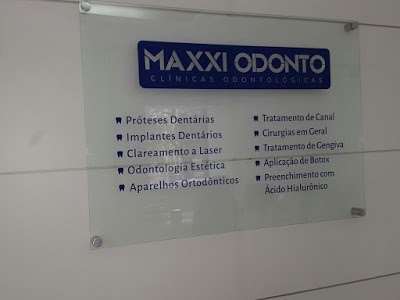 MAXXI ODONTO
CLÍNICAS ODONTOLÓGICAS
Próteses Dentárias
Implantes Dentários
Clareamento a Laser
Odontologia Estética
Aparelhos Ortodônticos
Tratamento de Canal
Cirurgias em Geral
Tratamento de Gengiva
Aplicação de Botox
Preenchimento com
Ácido Hialurônico